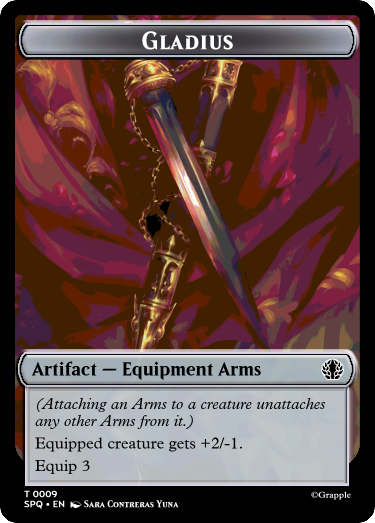 Gladius
Artifact — Equipment Arms
(Attaching an Arms to a creature unattaches
any other Arms from it.)
Equipped creature gets +2/-1.
Equip 3
T 0009
SPQ • EN Sara Contreras Yuna
©Grapple